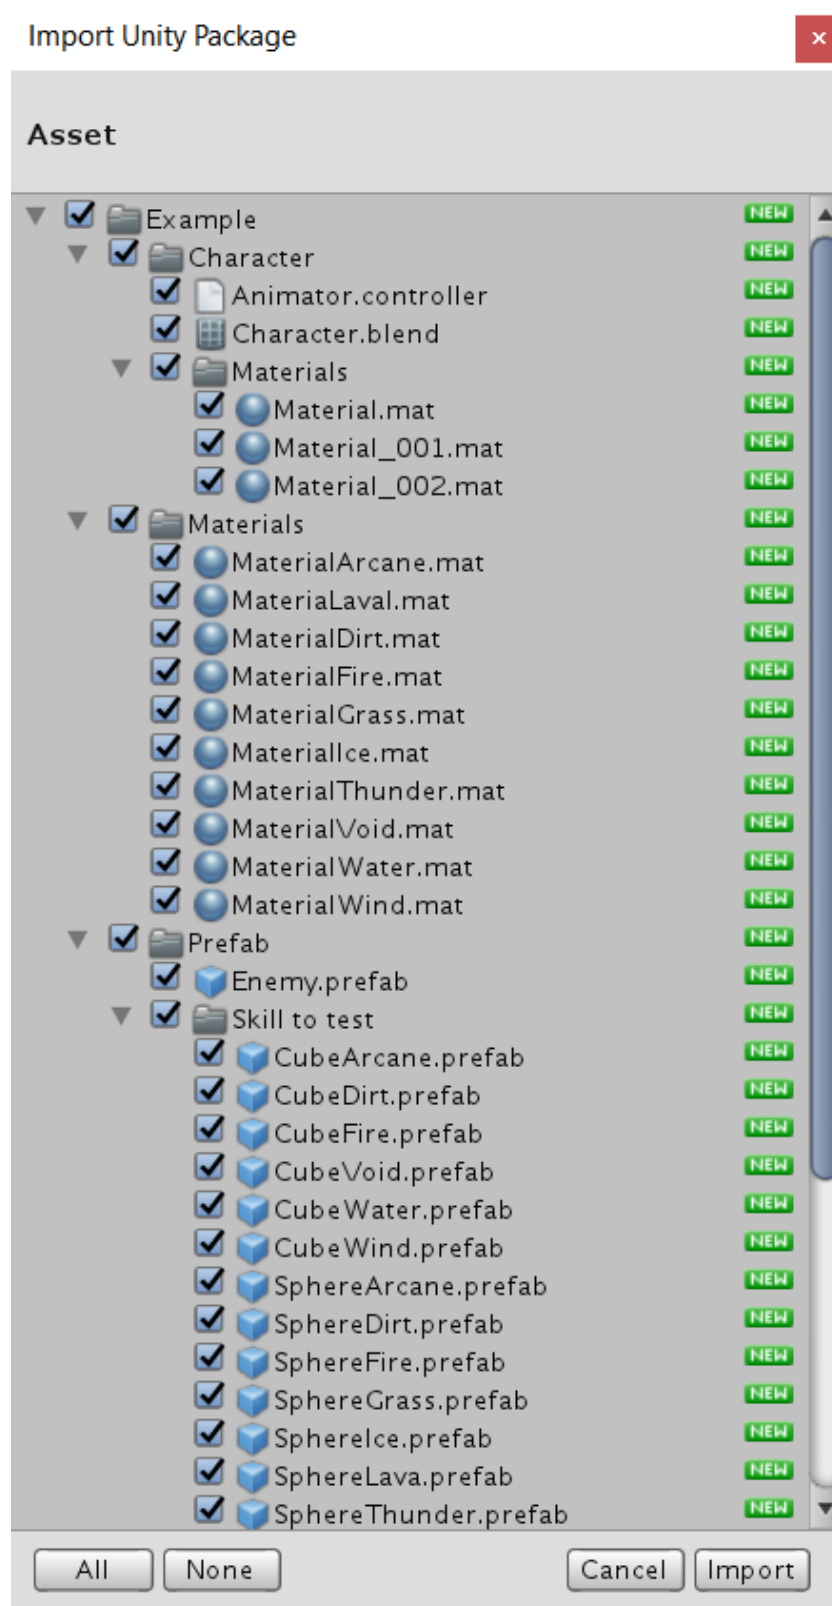 Import Unity Package ×
Asset
Example NEW
Character NEW
Animator.controller NEW
Character.blend NEW
Materials NEW
Material.mat NEW
Material_001.mat NEW
Material_002.mat NEW
Materials NEW
MaterialArcane.mat NEW
MateriaLaval.mat NEW
MaterialDirt.mat NEW
MaterialFire.mat NEW
MaterialGrass.mat NEW
MaterialIce.mat NEW
MaterialThunder.mat NEW
MaterialVoid.mat NEW
MaterialWater.mat NEW
MaterialWind.mat NEW
Prefab NEW
Enemy.prefab NEW
Skill to test NEW
CubeArcane.prefab NEW
CubeDirt.prefab NEW
CubeFire.prefab NEW
CubeVoid.prefab NEW
CubeWater.prefab NEW
CubeWind.prefab NEW
SphereArcane.prefab NEW
SphereDirt.prefab NEW
SphereFire.prefab NEW
SphereGrass.prefab NEW
SphereIce.prefab NEW
SphereLava.prefab NEW
SphereThunder.prefab NEW
All None Cancel Import